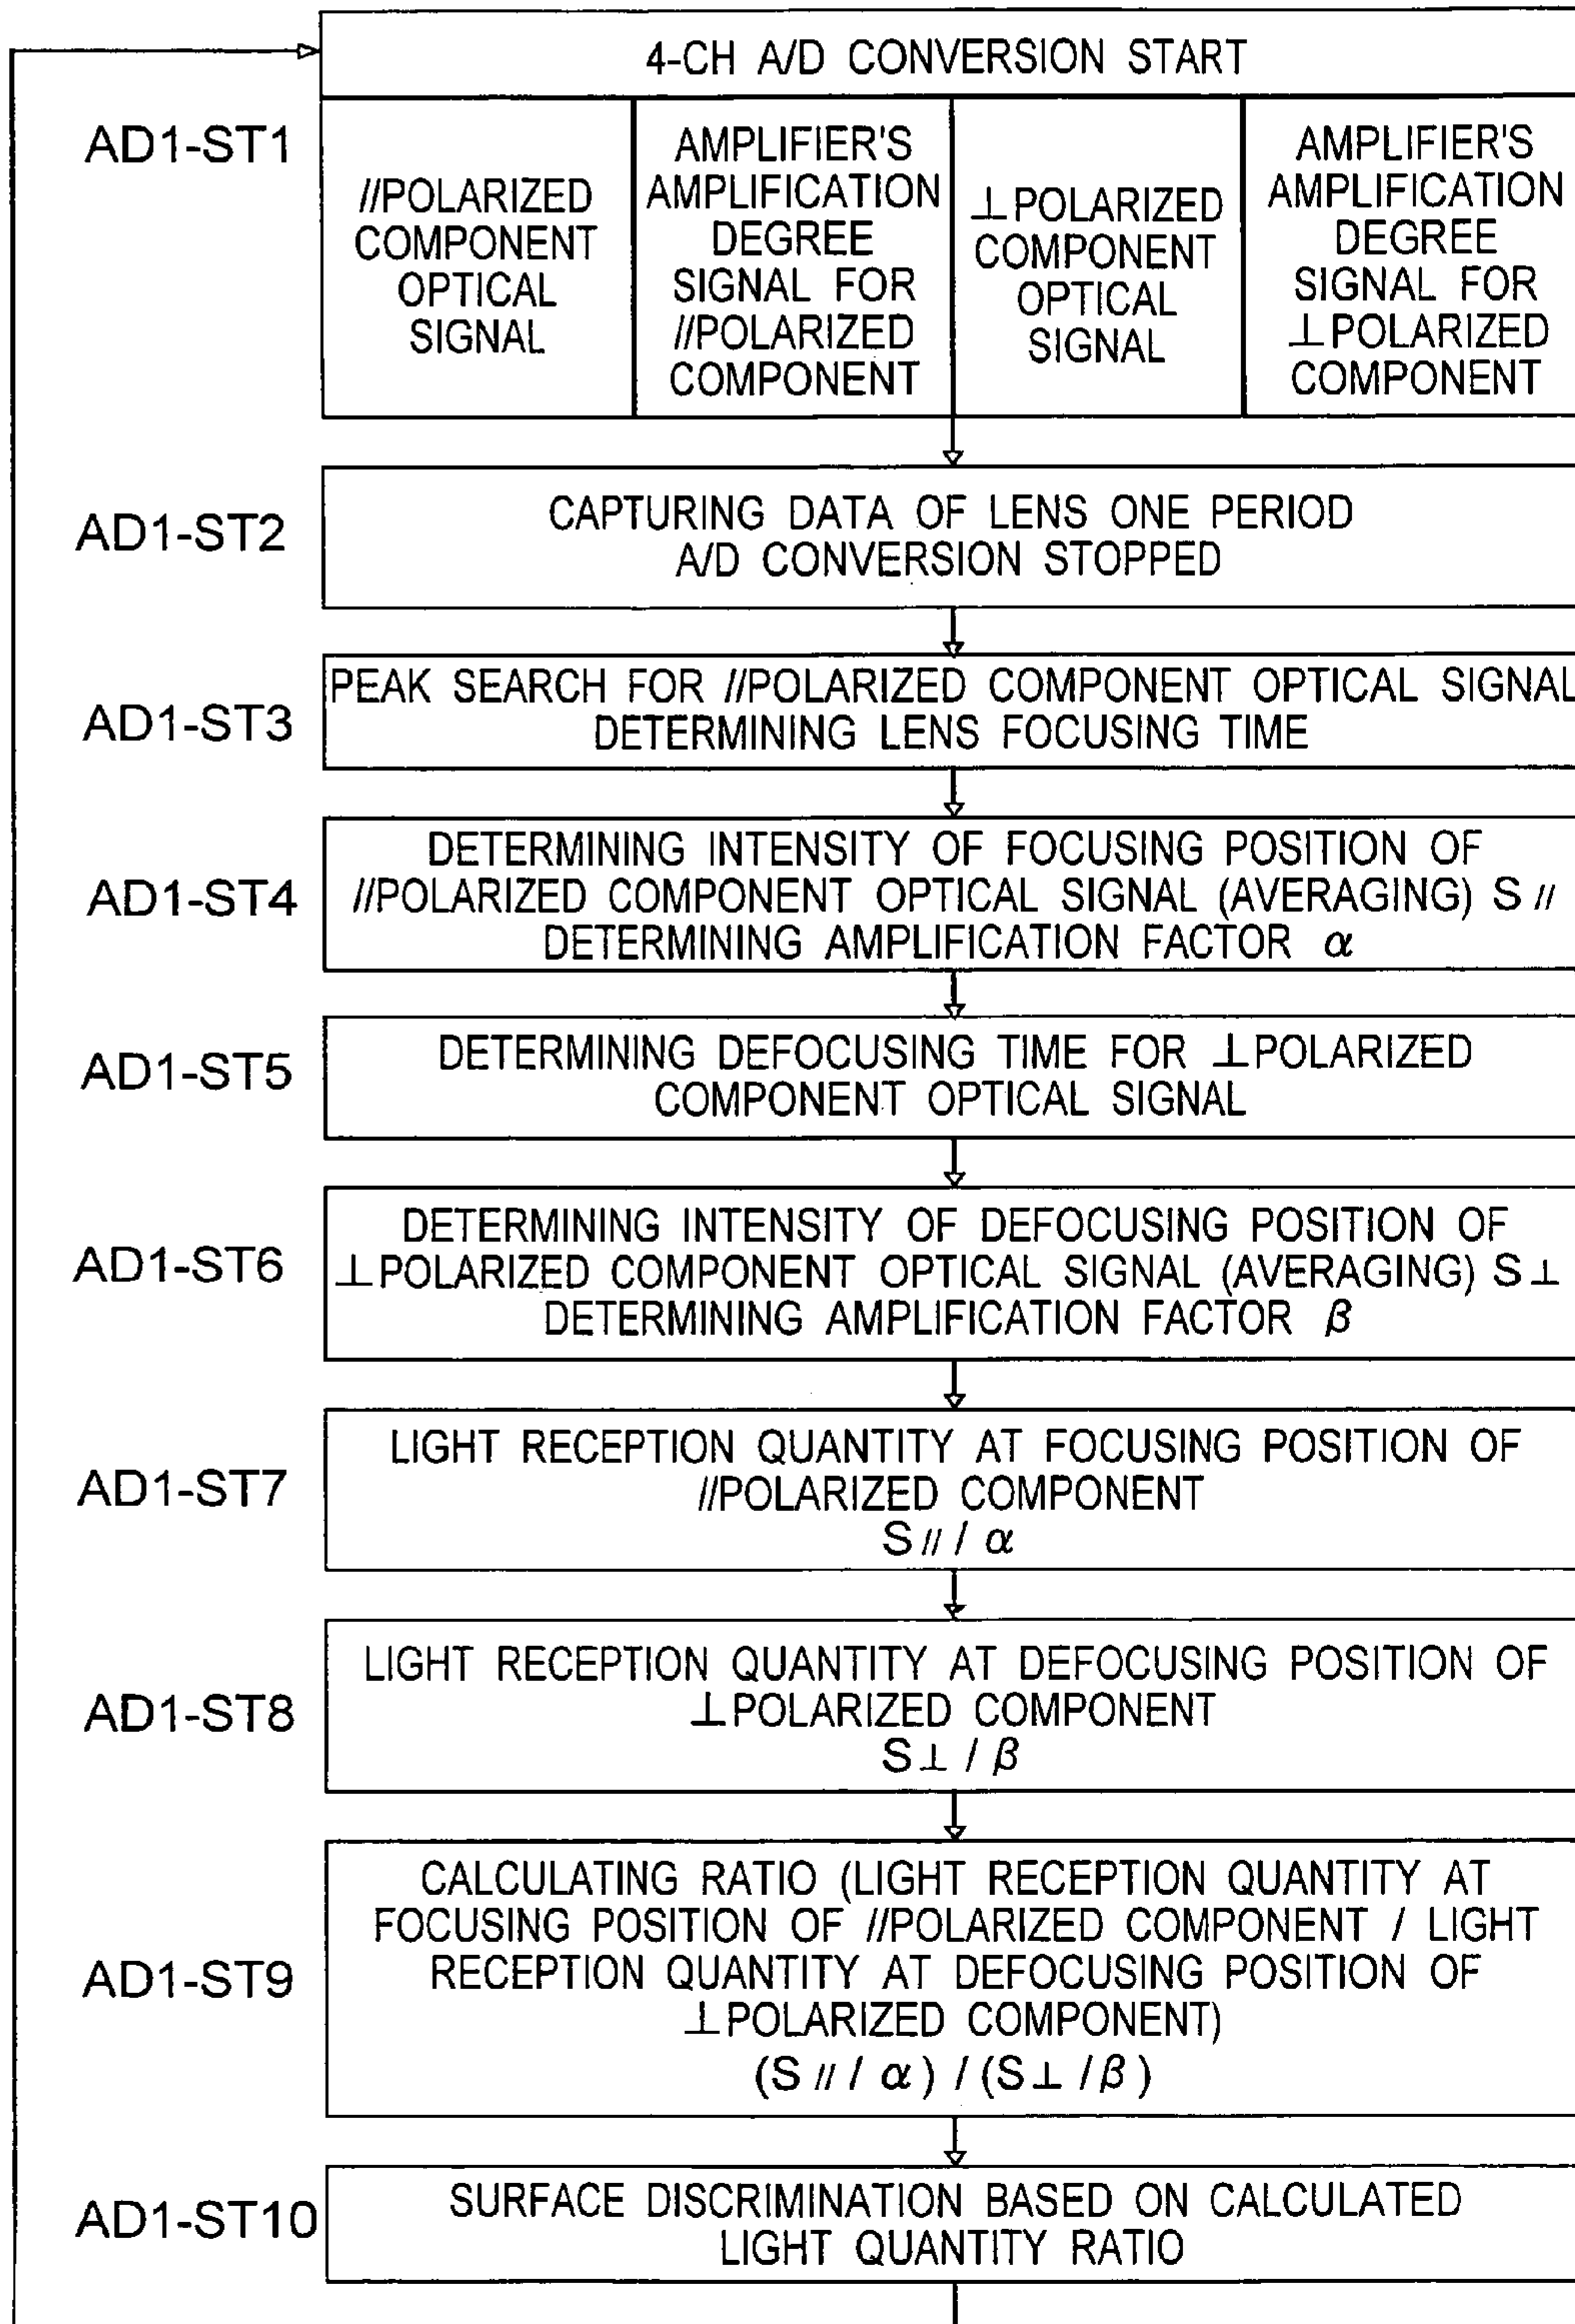 4-CH A/D CONVERSION START
AD1-ST1
//POLARIZED
COMPONENT
OPTICAL
SIGNAL
AMPLIFIER'S
AMPLIFICATION
DEGREE
SIGNAL FOR
//POLARIZED
COMPONENT
⊥POLARIZED
COMPONENT
OPTICAL
SIGNAL
AMPLIFIER'S
AMPLIFICATION
DEGREE
SIGNAL FOR
⊥POLARIZED
COMPONENT
AD1-ST2
CAPTURING DATA OF LENS ONE PERIOD
A/D CONVERSION STOPPED
AD1-ST3
PEAK SEARCH FOR //POLARIZED COMPONENT OPTICAL SIGNAL
DETERMINING LENS FOCUSING TIME
AD1-ST4
DETERMINING INTENSITY OF FOCUSING POSITION OF
//POLARIZED COMPONENT OPTICAL SIGNAL (AVERAGING) S//
DETERMINING AMPLIFICATION FACTOR α
AD1-ST5
DETERMINING DEFOCUSING TIME FOR ⊥POLARIZED
COMPONENT OPTICAL SIGNAL
AD1-ST6
DETERMINING INTENSITY OF DEFOCUSING POSITION OF
⊥POLARIZED COMPONENT OPTICAL SIGNAL (AVERAGING) S⊥
DETERMINING AMPLIFICATION FACTOR β
AD1-ST7
LIGHT RECEPTION QUANTITY AT FOCUSING POSITION OF
//POLARIZED COMPONENT
S// / α
AD1-ST8
LIGHT RECEPTION QUANTITY AT DEFOCUSING POSITION OF
⊥POLARIZED COMPONENT
S⊥ / β
AD1-ST9
CALCULATING RATIO (LIGHT RECEPTION QUANTITY AT
FOCUSING POSITION OF //POLARIZED COMPONENT / LIGHT
RECEPTION QUANTITY AT DEFOCUSING POSITION OF
⊥POLARIZED COMPONENT)
(S// / α) / (S⊥ / β)
AD1-ST10
SURFACE DISCRIMINATION BASED ON CALCULATED
LIGHT QUANTITY RATIO